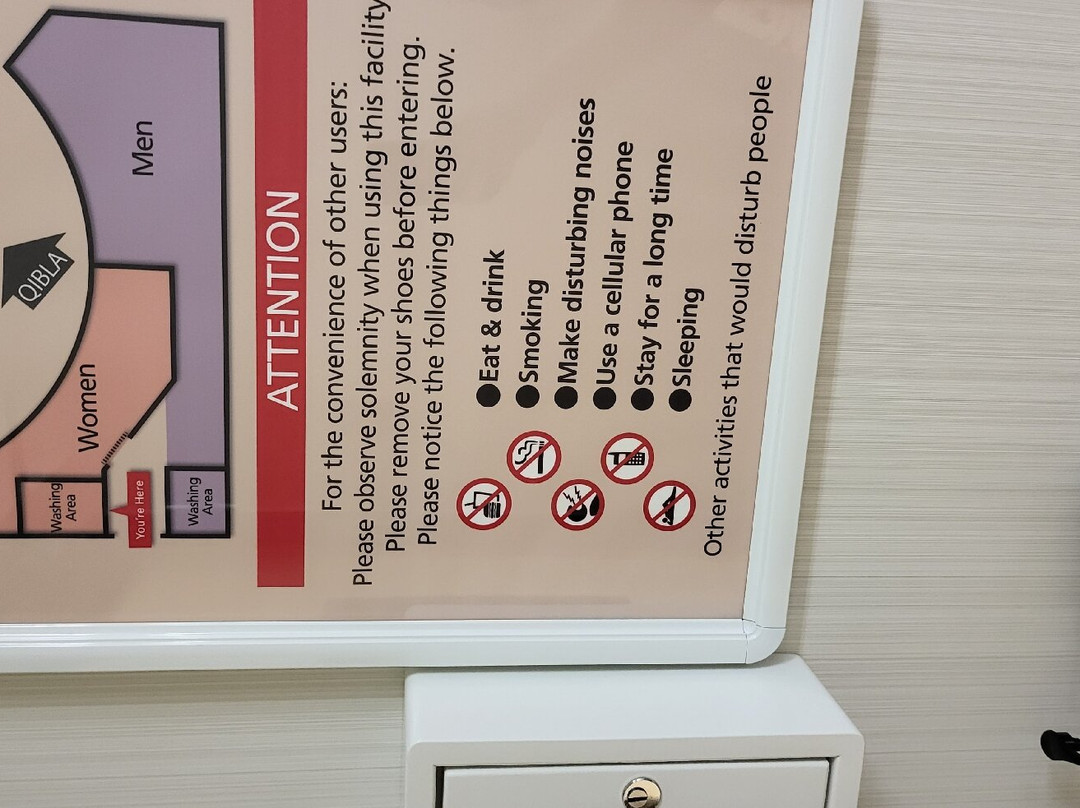 Men
QIBLA
Women
Washing
Area
You're Here
Washing
Area
ATTENTION
For the convenience of other users:
Please observe solemnity when using this facility
Please remove your shoes before entering.
Please notice the following things below.
●Eat & drink
●Smoking
●Make disturbing noises
●Use a cellular phone
●Stay for a long time
●Sleeping
Other activities that would disturb people